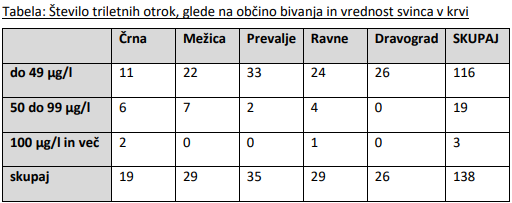 Tabela: Število triletnih otrok, glede na občino bivanja in vrednost svinca v krvi
Črna Mežica Prevalje Ravne Dravograd SKUPAJ
do 49 µg/l 11 22 33 24 26 116
50 do 99 µg/l 6 7 2 4 0 19
100 µg/l in več 2 0 0 1 0 3
skupaj 19 29 35 29 26 138